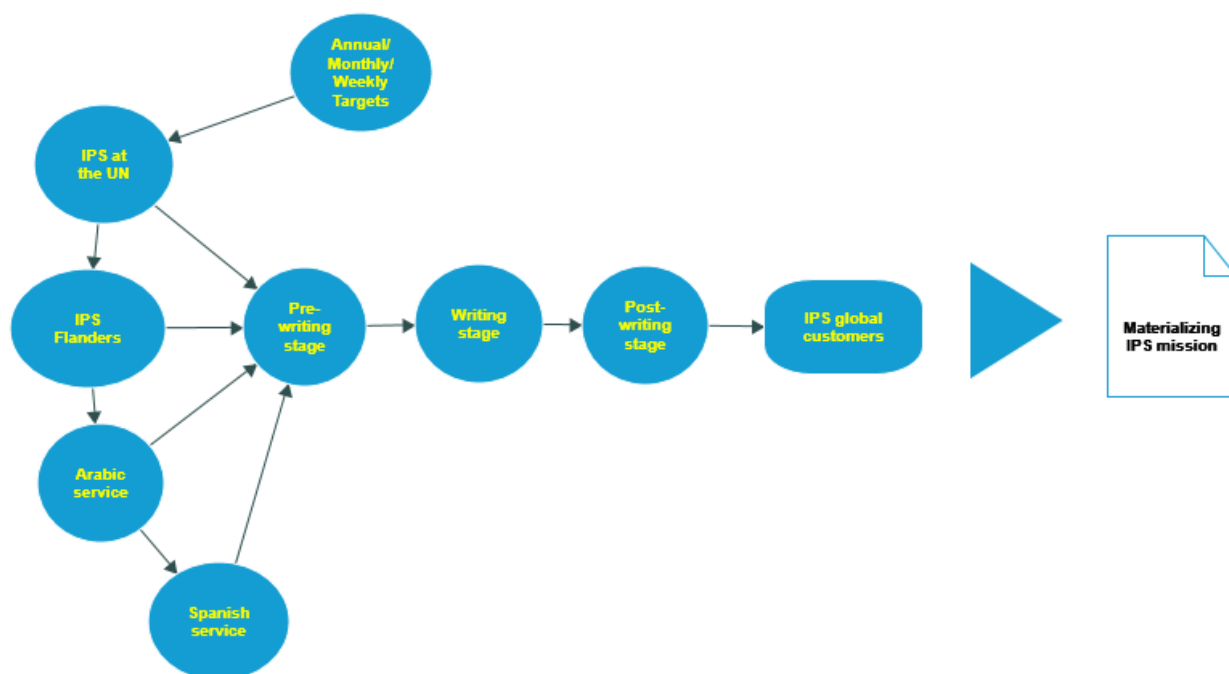 Annual/
Monthly/
Weekly
Targets
IPS at
the UN
IPS
Flanders
Pre-
writing
stage
Writing
stage
Post-
writing
stage
IPS global
customers
Materializing
IPS mission
Arabic
service
Spanish
service